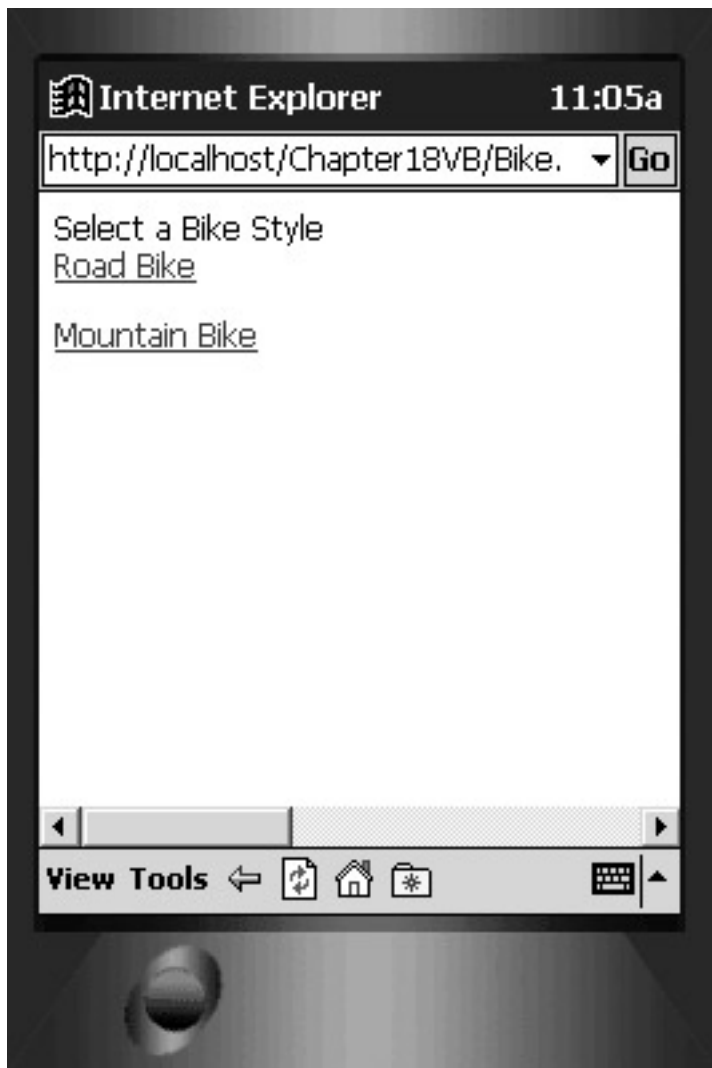 Internet Explorer 11:05a
http://localhost/Chapter18VB/Bike. Go
Select a Bike Style
Road Bike
Mountain Bike
View Tools